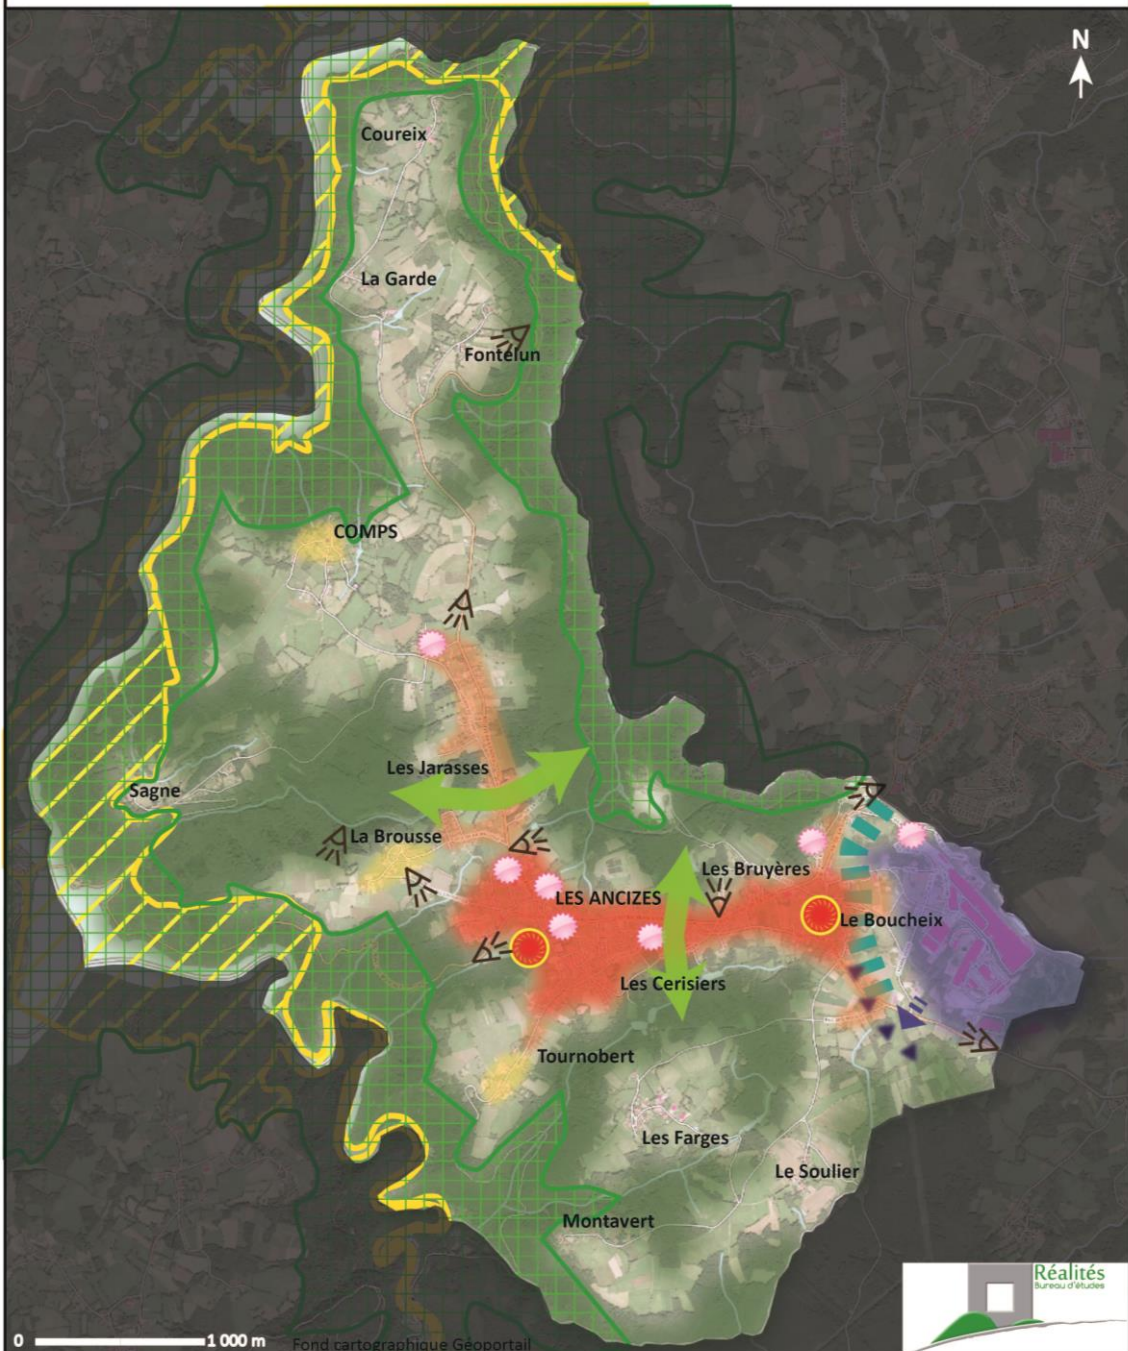 N
Coureix
La Garde
Fontélun
COMPS
Les Jarasses
Sagne
La Brousse
Les Bruyères
LES ANCIZES
Le Boucheix
Les Cerisiers
Tournobert
Les Farges
Le Soulier
Montavert
Réalités
Bureau d'études
0 1 000 m
Fond cartographique Géoportail